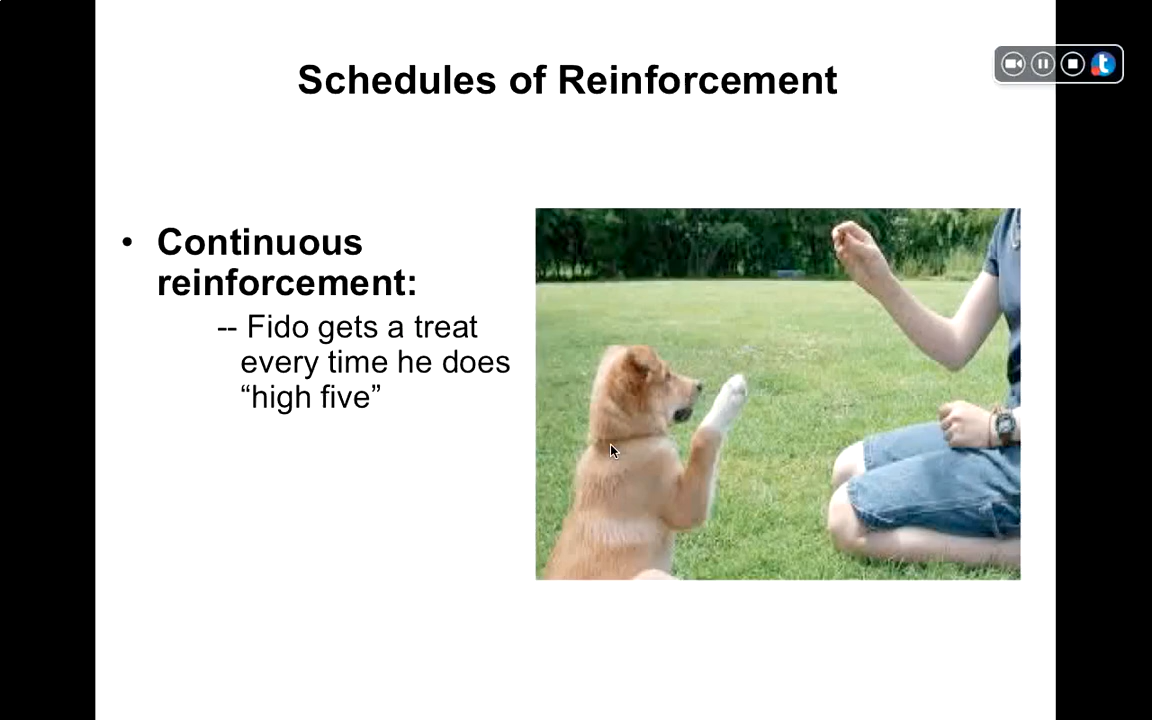 Schedules of Reinforcement
• Continuous
reinforcement:
-- Fido gets a treat
every time he does
“high five”
t